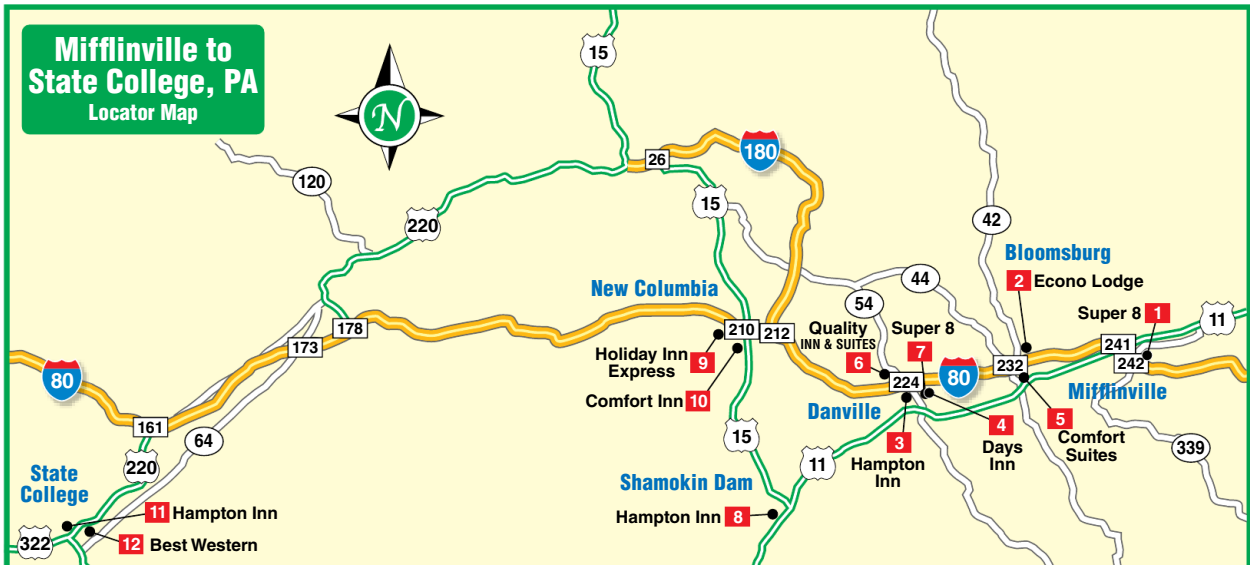 Mifflinville to
State College, PA
Locator Map
N
15
120
220
26
180
15
42
44
54
New Columbia
Bloomsburg
2 Econo Lodge
Super 8 1
11
178
173
210
212
Quality
INN & SUITES
6
Super 8
7
241
242
232
Holiday Inn
Express
9
Comfort Inn 10
80
224
80
Mifflinville
Danville
161
64
220
3
Hampton
Inn
4
Days
Inn
5
Comfort
Suites
339
15
11
State
College
Shamokin Dam
Hampton Inn 8
11 Hampton Inn
12 Best Western
322